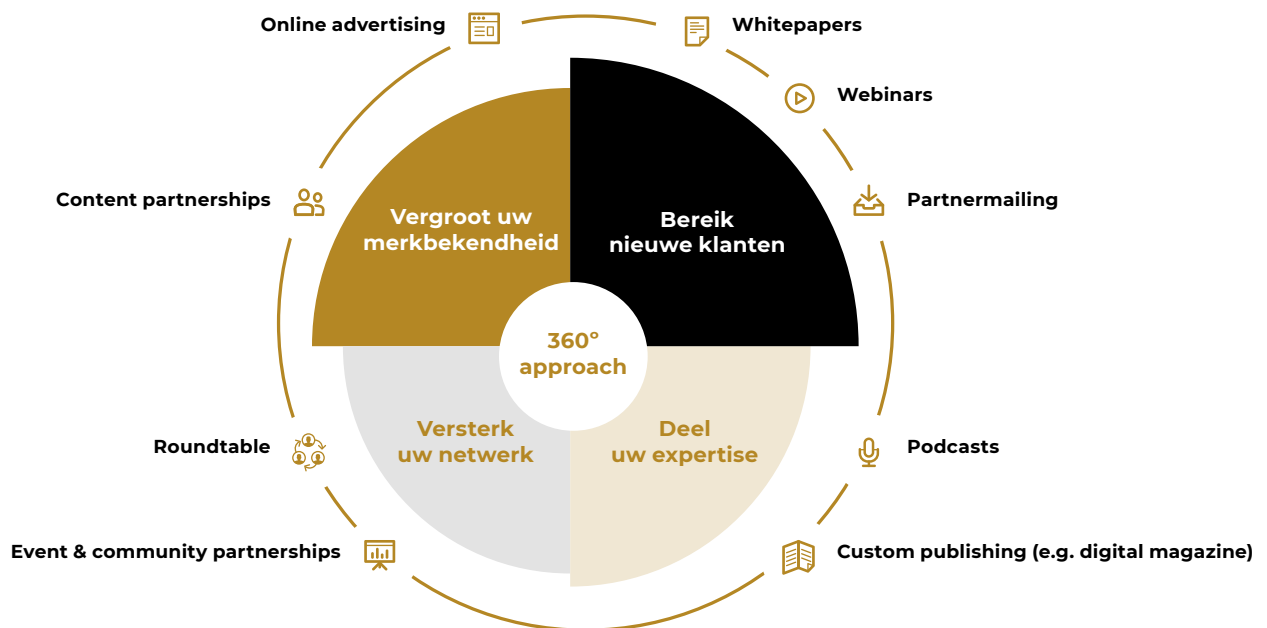 Online advertising
Whitepapers
Webinars
Content partnerships
Partnermailing
Vergroot uw
merkbekendheid
Bereik
nieuwe klanten
360º
approach
Versterk
uw netwerk
Deel
uw expertise
Roundtable
Podcasts
Event & community partnerships
Custom publishing (e.g. digital magazine)